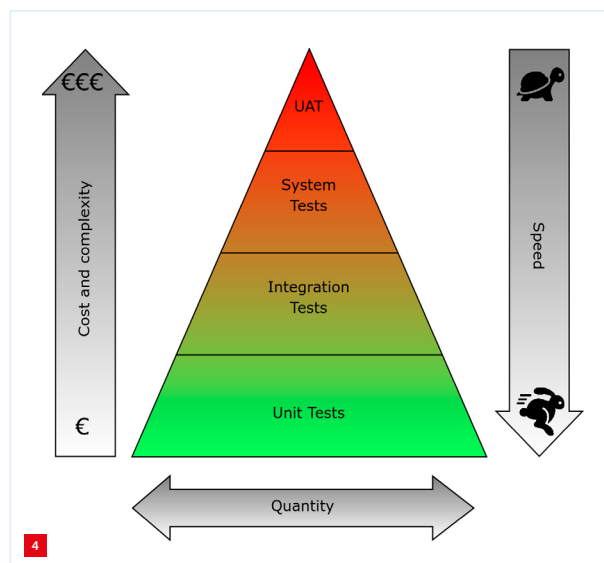 €€€
UAT
System
Tests
Cost and complexity
Speed
Integration
Tests
€
Unit Tests
Quantity
4